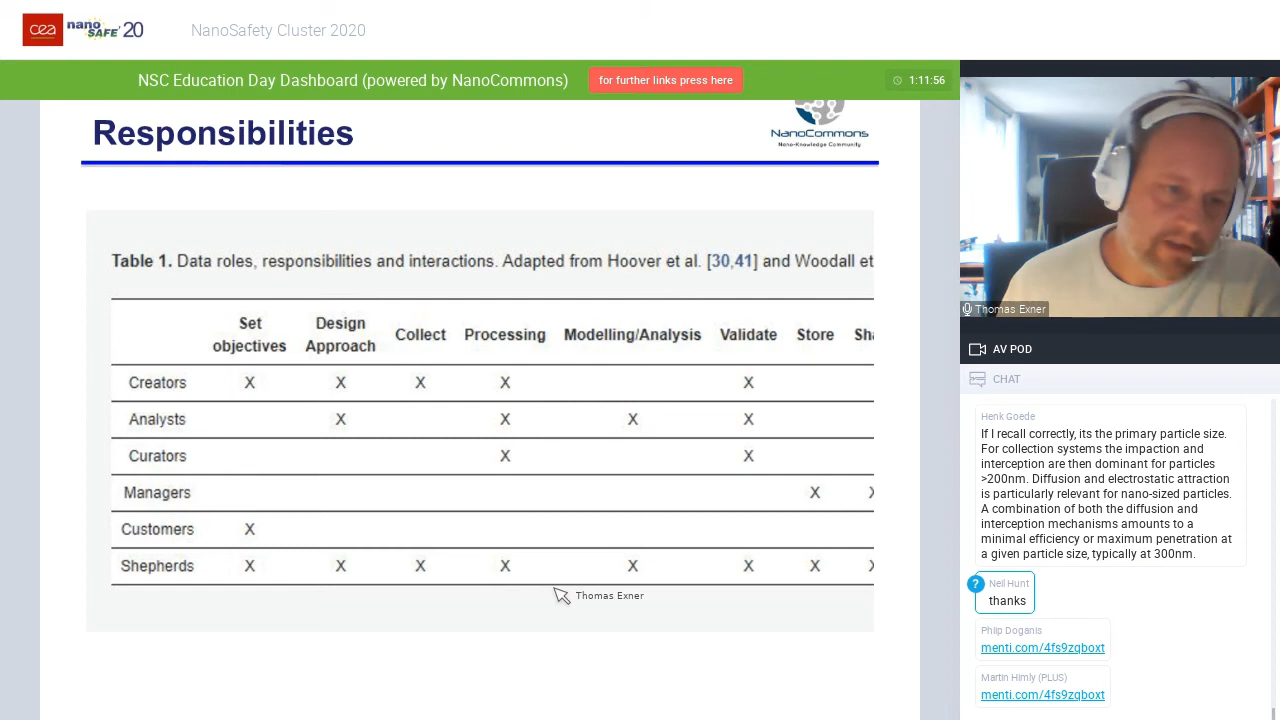 cea nano SAFE' 20
NanoSafety Cluster 2020
NSC Education Day Dashboard (powered by NanoCommons)
for further links press here
1:11:56
Responsibilities
NanoCommons
Nano-Knowledge Community
Table 1. Data roles, responsibilities and interactions. Adapted from Hoover et al. [30,41] and Woodall et
Set objectives Design Approach Collect Processing Modelling/Analysis Validate Store Sha
Creators X X X X X
Analysts X X X X
Curators X X
Managers X X
Customers X
Shepherds X X X X X X X X
Thomas Exner
Thomas Exner
AV POD
CHAT
Henk Goede
If I recall correctly, its the primary particle size.
For collection systems the impaction and
interception are then dominant for particles
>200nm. Diffusion and electrostatic attraction
is particularly relevant for nano-sized particles.
A combination of both the diffusion and
interception mechanisms amounts to a
minimal efficiency or maximum penetration at
a given particle size, typically at 300nm.
?
Neil Hunt
thanks
Philip Doganis
menti.com/4fs9zqboxt
Martin Himly (PLUS)
menti.com/4fs9zqboxt